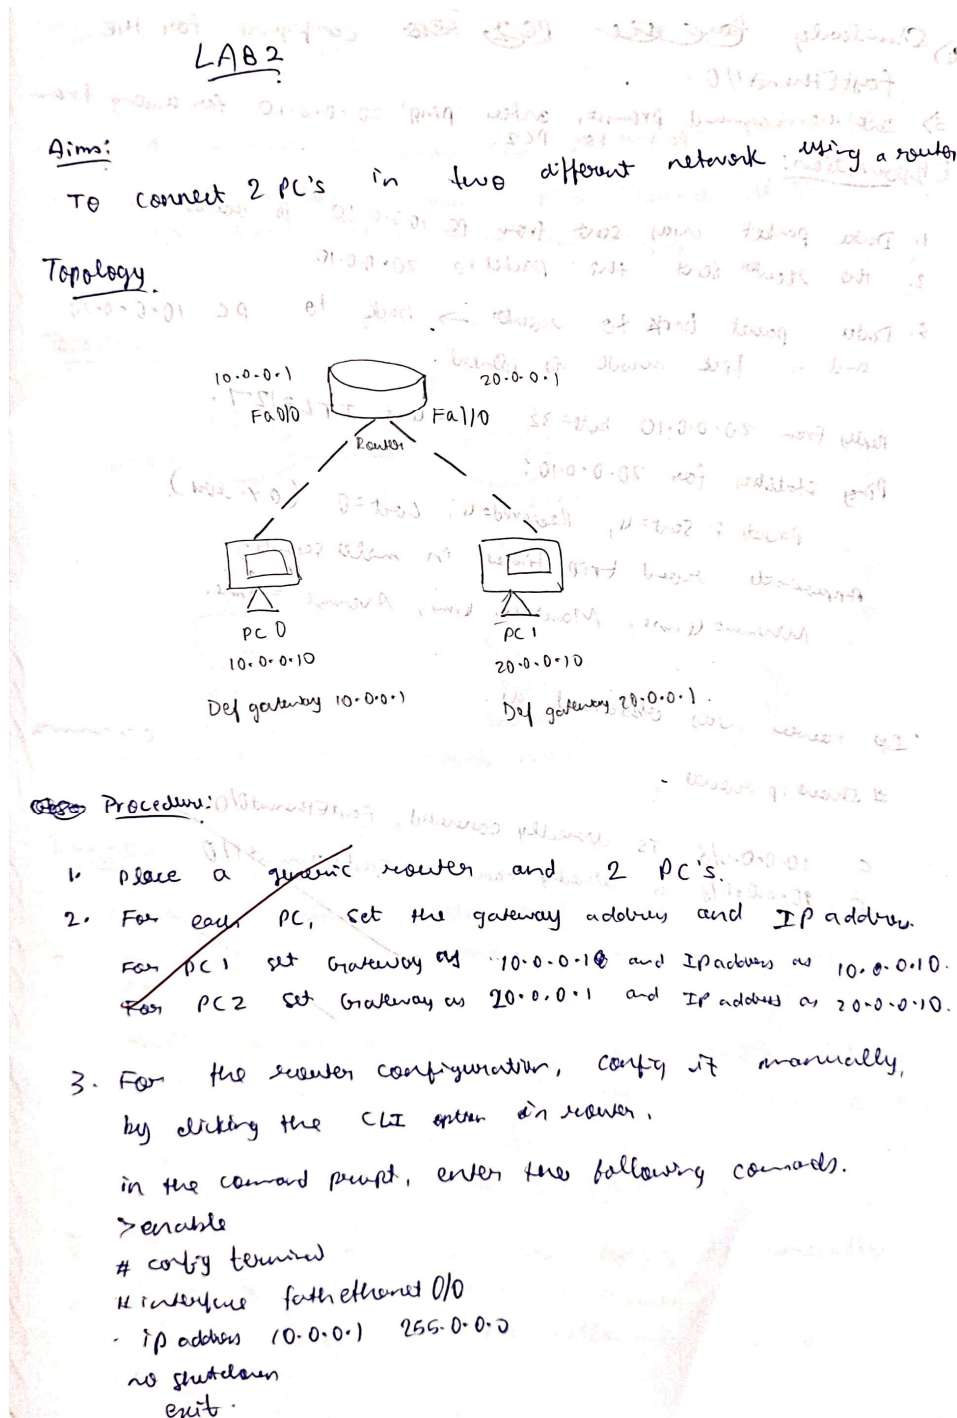 LAB 2
Aims:
To connect 2 PC's in two different network using a router
Topology.
10.0.0.1 20.0.0.1
Fa0/0 Fa1/0
Router
PC 0 PC 1
10.0.0.10 20.0.0.10
Def gateway 10.0.0.1 Def gateway 20.0.0.1.
Procedure:
1. Place a generic router and 2 PC's.
2. For each PC, set the gateway address and IP address.
For PC1 set Gateway as 10.0.0.10 and IP address as 10.0.0.10.
For PC2 set Gateway as 20.0.0.1 and IP address as 20.0.0.10.
3. For the router configuration, config it manually,
by clicking the CLI option in router.
in the command prompt, enter the following commands.
>enable
# config terminal
# interface fastethernet 0/0
ip address 10.0.0.1 255.0.0.0
no shutdown
exit.